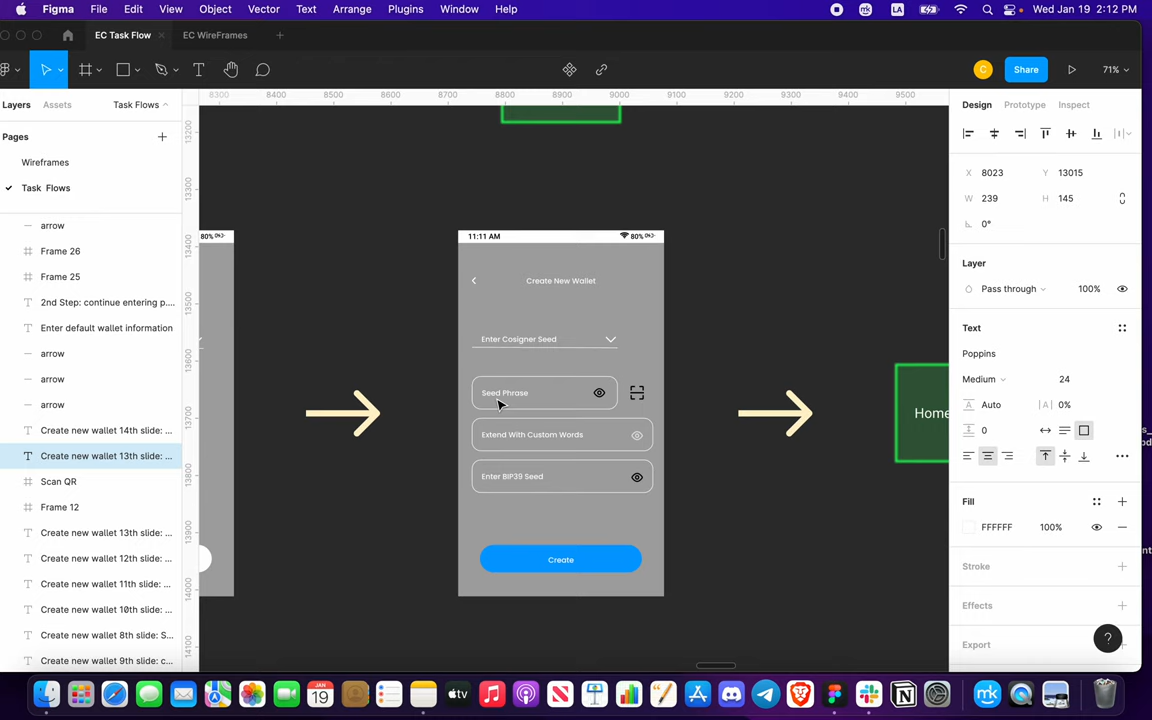 Figma File Edit View Object Vector Text Arrange Plugins Window Help
mk LA Wed Jan 19 2:12 PM
EC Task Flow EC WireFrames
C Share 71%
Layers Assets Task Flows
8300 8400 8500 8600 8700 8800 8900 9000 9100 9200 9300 9400 9500
Design Prototype Inspect
Pages
Wireframes
Task Flows
arrow
Frame 26
Frame 25
2nd Step: continue entering p....
Enter default wallet information
arrow
arrow
arrow
Create new wallet 14th slide: ...
Create new wallet 13th slide: ...
Scan QR
Frame 12
Create new wallet 13th slide: ...
Create new wallet 12th slide: ...
Create new wallet 11th slide: ...
Create new wallet 10th slide: ...
Create new wallet 8th slide: S...
Create new wallet 9th slide: c...
13200
13300
13400
13500
13600
13700
13800
13900
14000
14100
80%
11:11 AM 80%
Create New Wallet
Enter Cosigner Seed
Seed Phrase
Extend With Custom Words
Enter BIP39 Seed
Create
Home
X 8023 Y 13015
W 239 H 145
0°
Layer
Pass through 100%
Text
Poppins
Medium 24
Auto 0%
0
Fill
FFFFFF 100%
Stroke
Effects
Export
?
JAN
19
tv
mk